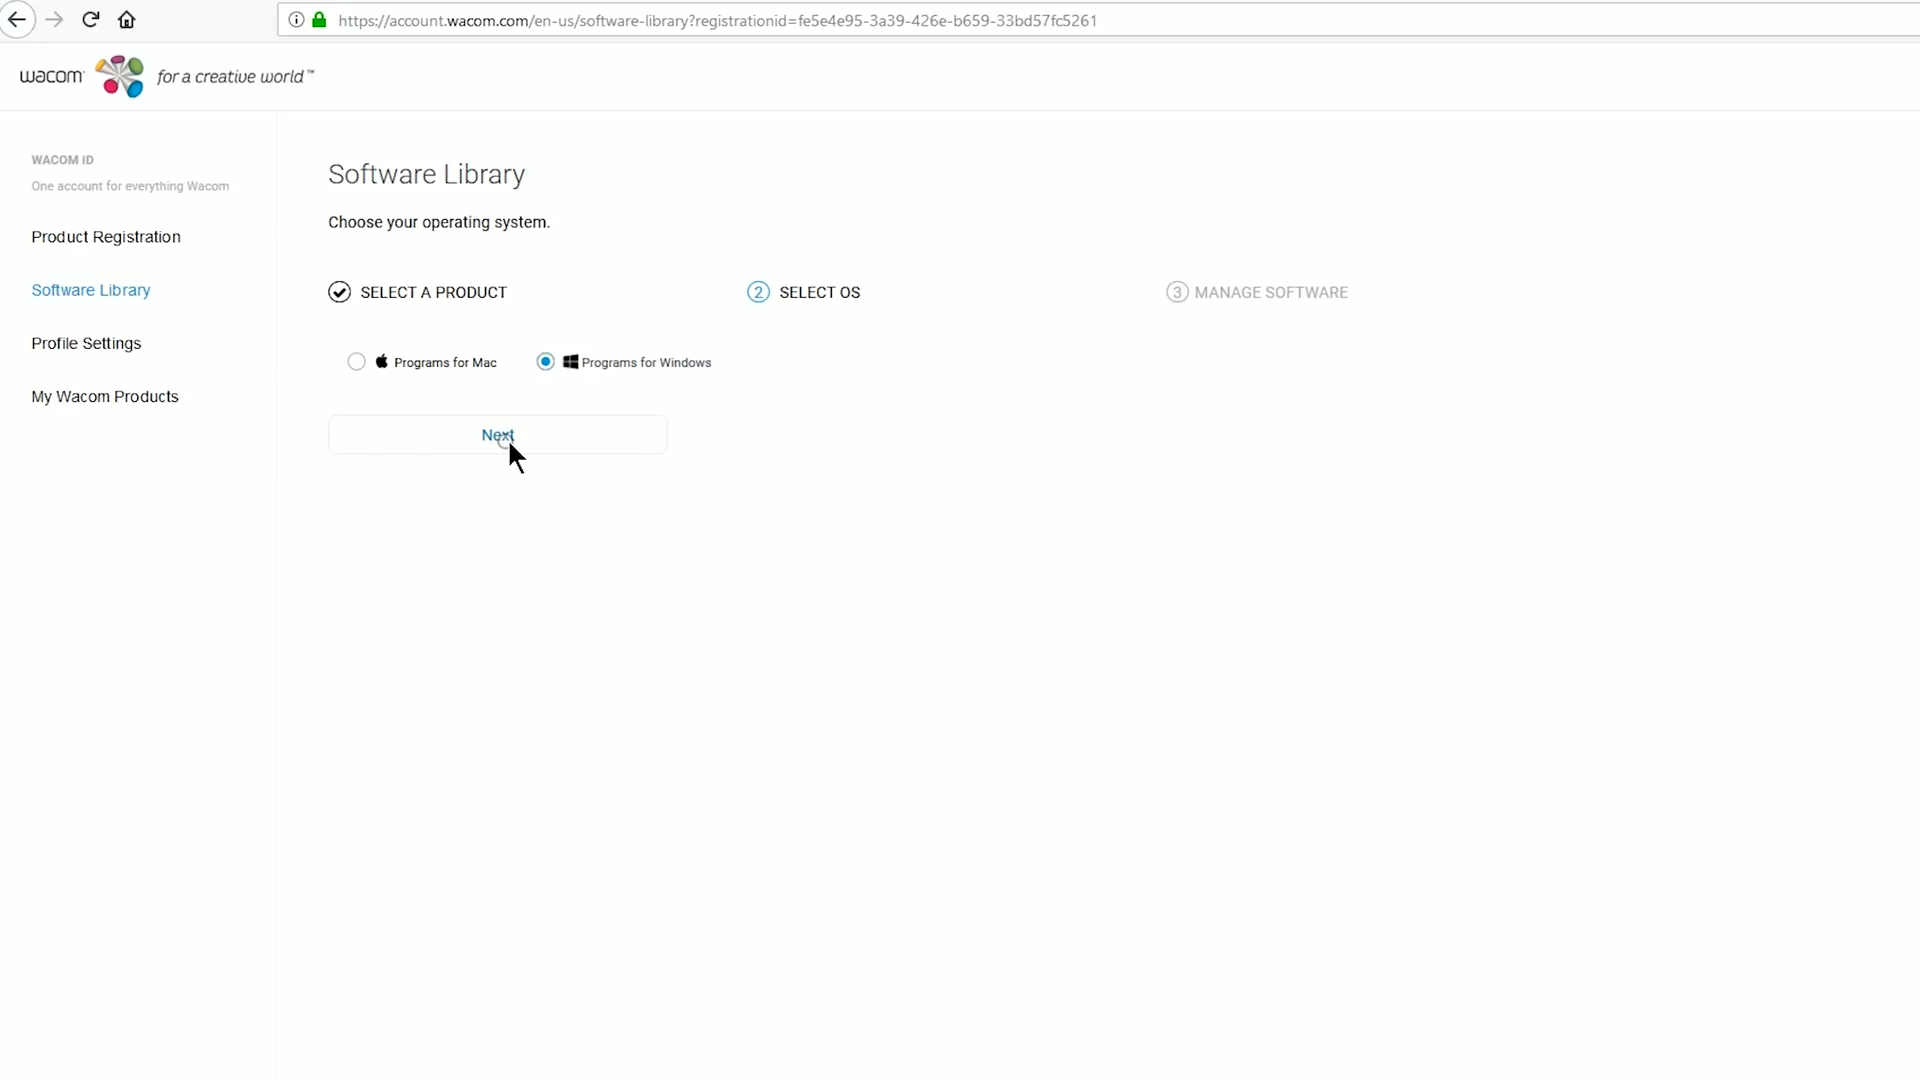 https://account.wacom.com/en-us/software-library?registrationid=fe5e4e95-3a39-426e-b659-33bd57fc5261
wacom for a creative world™
WACOM ID
One account for everything Wacom
Product Registration
Software Library
Profile Settings
My Wacom Products
Software Library
Choose your operating system.
SELECT A PRODUCT 2 SELECT OS 3 MANAGE SOFTWARE
Programs for Mac Programs for Windows
Next